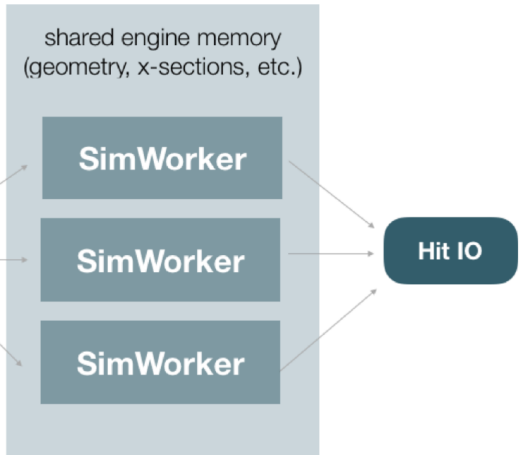 shared engine memory
(geometry, x-sections, etc.)
SimWorker
SimWorker
Hit IO
SimWorker